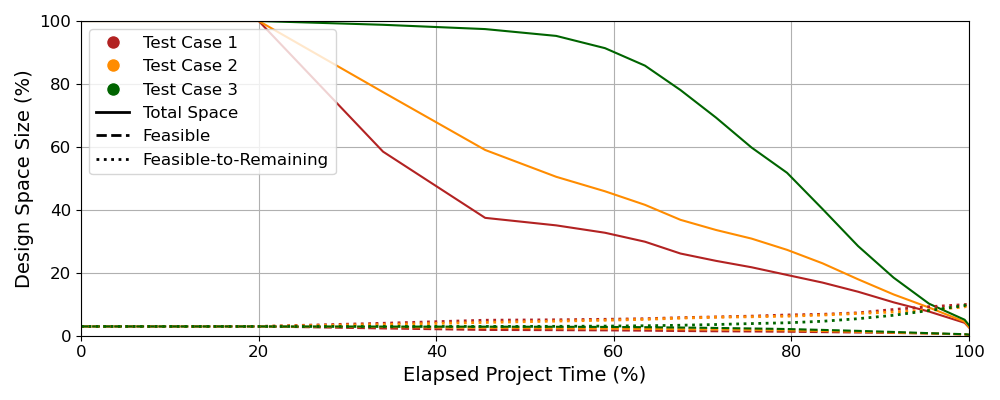 100
80
60
40
20
0
Design Space Size (%)
Test Case 1
Test Case 2
Test Case 3
Total Space
Feasible
Feasible-to-Remaining
0 20 40 60 80 100
Elapsed Project Time (%)